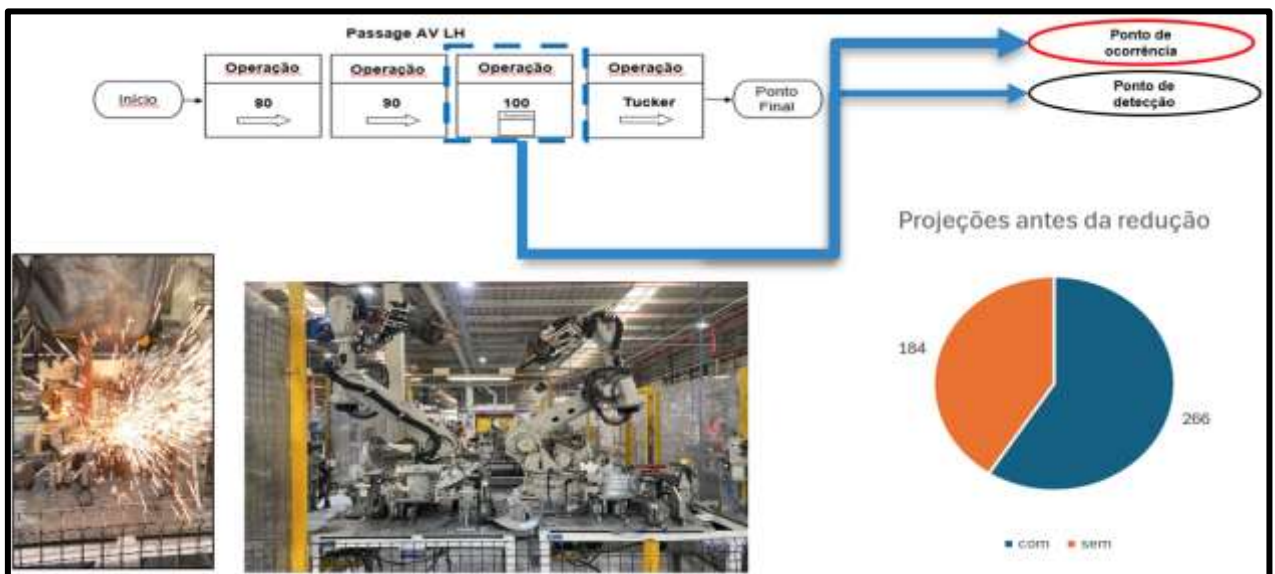 Passage AV LH
Início
Operação
80
Operação
90
Operação
100
Operação
Tucker
Ponto
Final
Ponto de
ocorrência
Ponto de
detecção
Projeções antes da redução
184
266
com
sem